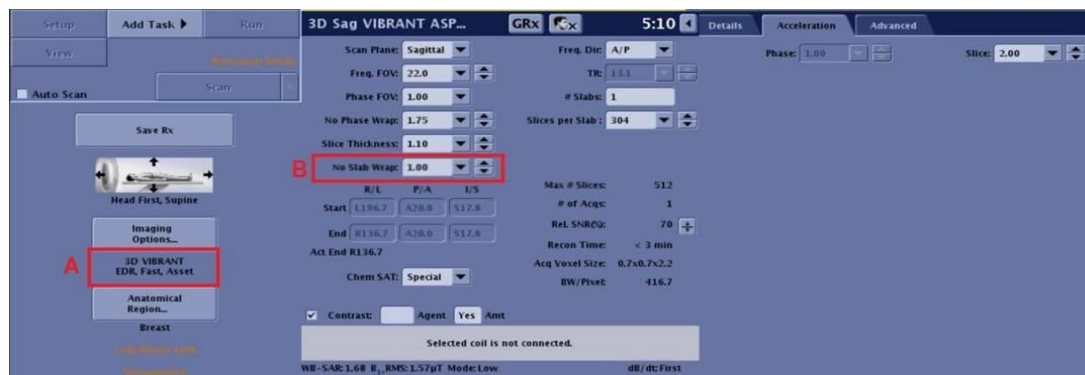 Setup Add Task Run
View
Research Mode
Auto Scan Scan
Save Rx
Head First, Supine
Imaging
Options...
A
3D VIBRANT
EDR, Fast, Asset
Anatomical
Region...
Breast
3D Sag VIBRANT ASP... GRx Rx 5:10
Scan Plane: Sagittal Freq. Dir: A/P
Freq. FOV: 22.0 TR: 13.1
Phase FOV: 1.00 # Slabs: 1
No Phase Wrap: 1.75 Slices per Slab : 304
Slice Thickness: 1.10
B No Slab Wrap: 1.00
R/L P/A I/S
Start L196.7 A20.0 S17.8
End R136.7 A20.0 S17.8
Act End R136.7
Chem SAT: Special
Max # Slices: 512
# of Acqs: 1
Rel. SNR(%): 70
Recon Time: < 3 min
Acq Voxel Size: 0.7x0.7x2.2
BW/Pixel: 416.7
Contrast: Agent Yes Amt
Selected coil is not connected.
WB-SAR: 1.68 B1+RMS: 1.57µT Mode: Low dB/dt: First
Details Acceleration Advanced
Phase: 1.00 Slice: 2.00